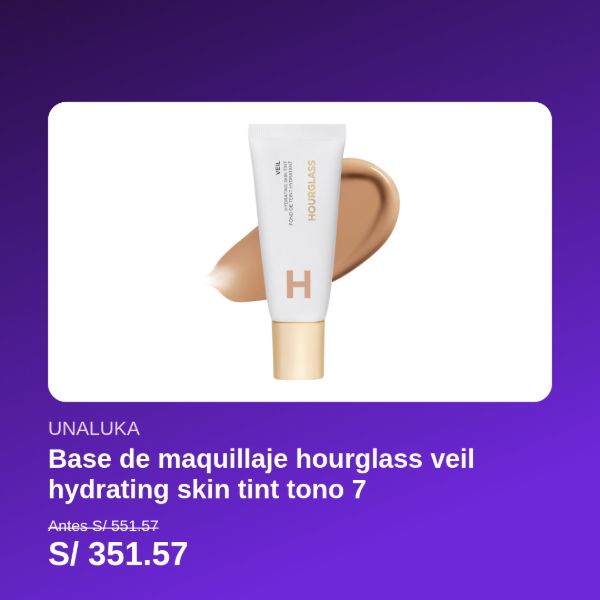 VEIL
HYDRATING SKIN TINT
FOND DE TEINT HYDRATANT
HOURGLASS
H
UNALUKA
Base de maquillaje hourglass veil
hydrating skin tint tono 7
Antes S/ 551.57
S/ 351.57